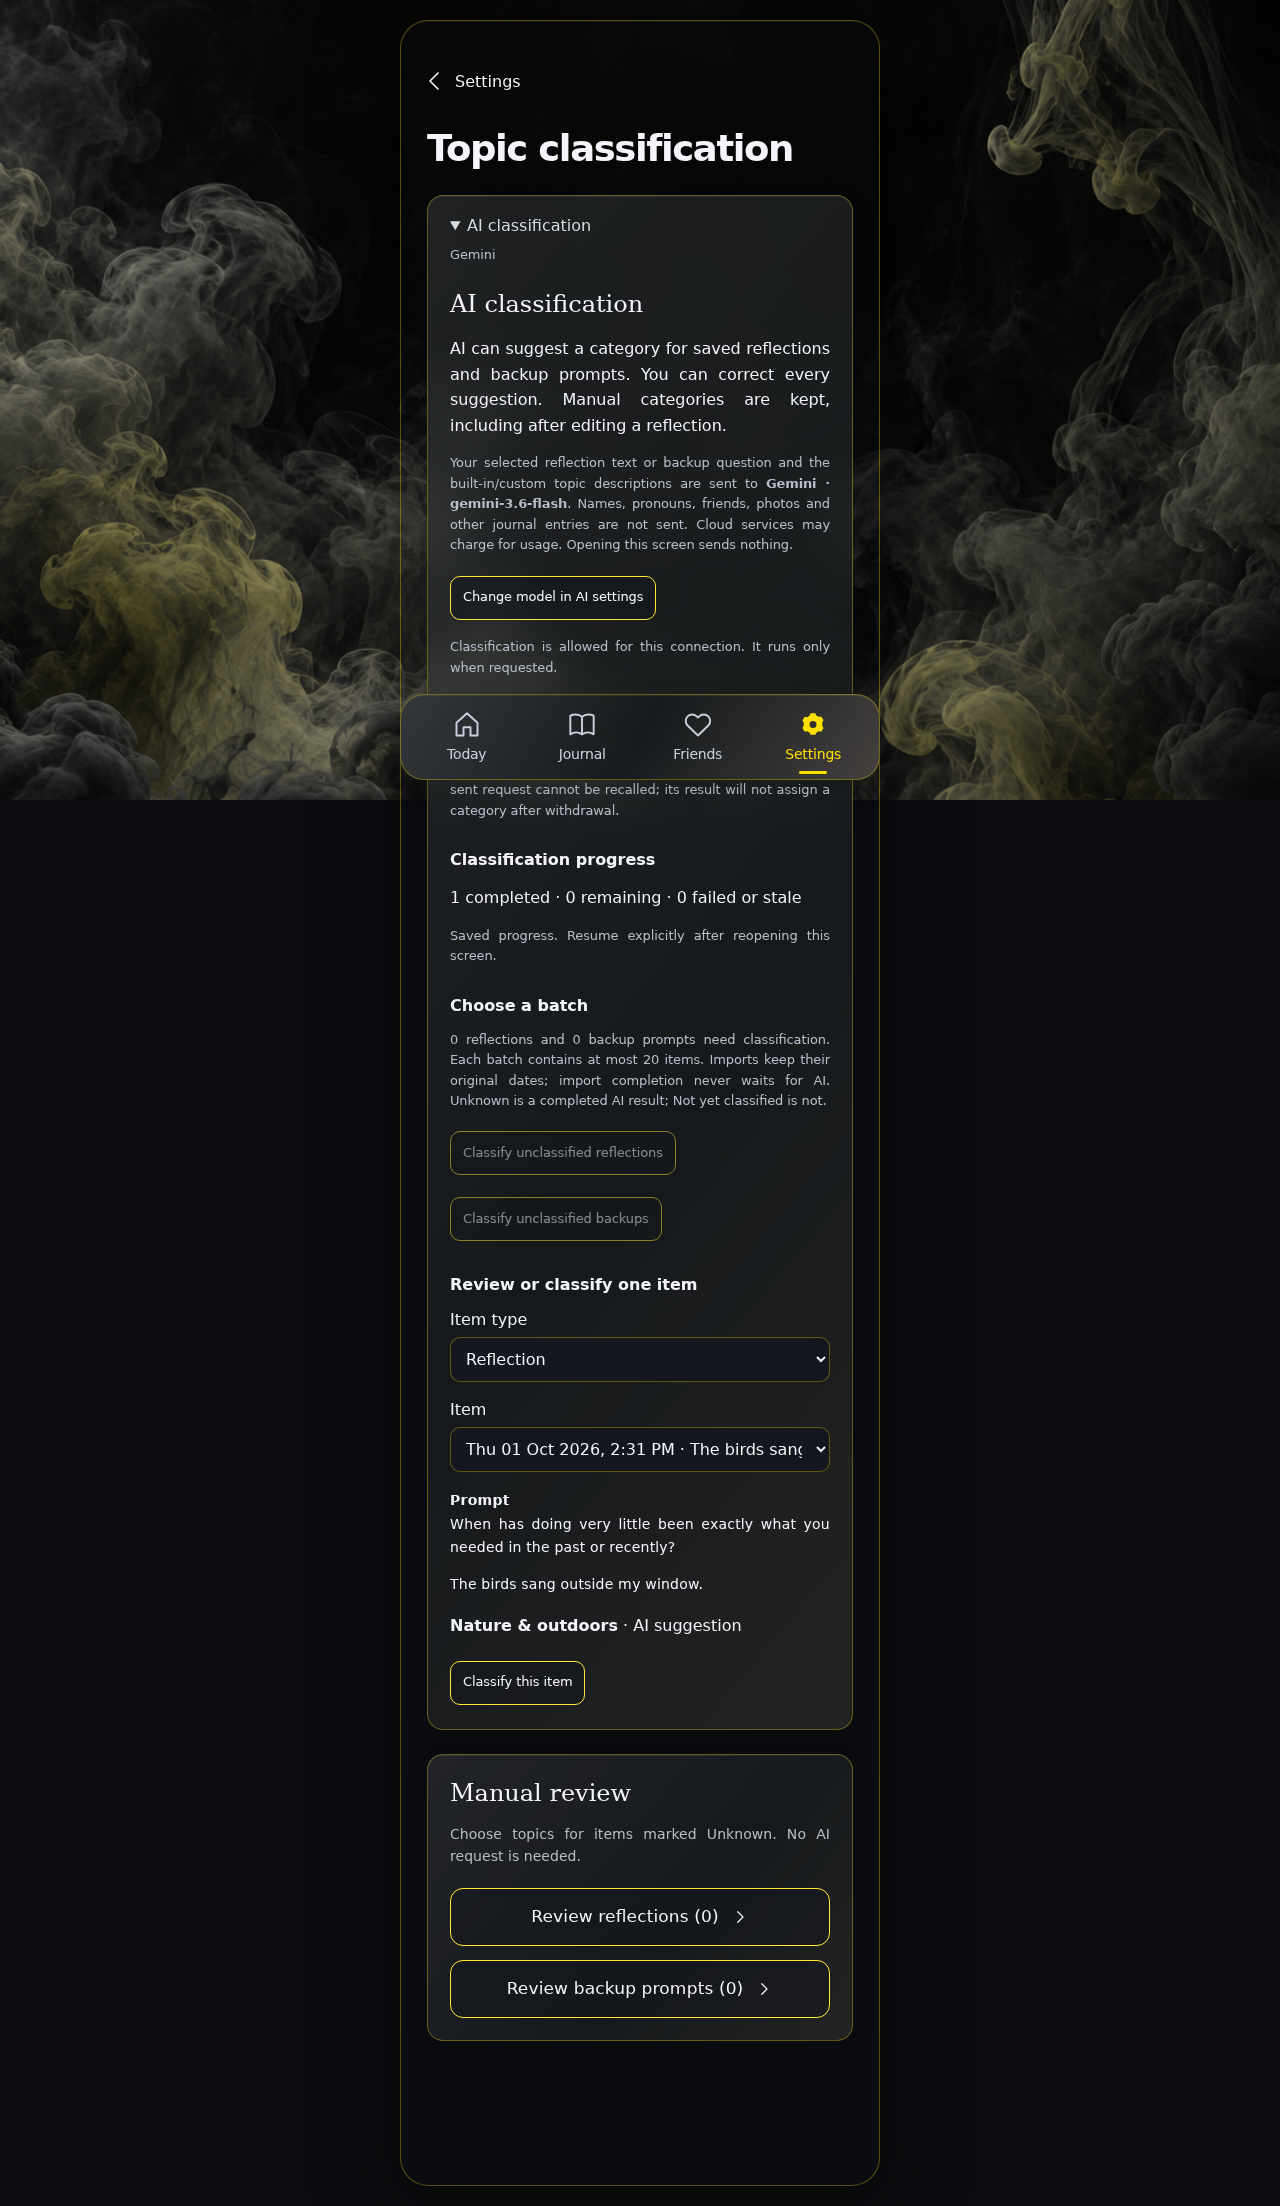 Settings
Topic classification
▼ AI classification
Gemini
AI classification
AI can suggest a category for saved reflections
and backup prompts. You can correct every
suggestion. Manual categories are kept,
including after editing a reflection.
Your selected reflection text or backup question and the
built-in/custom topic descriptions are sent to Gemini ·
gemini-3.6-flash. Names, pronouns, friends, photos and
other journal entries are not sent. Cloud services may
charge for usage. Opening this screen sends nothing.
Change model in AI settings
Classification is allowed for this connection. It runs only
when requested.
Today
Journal
Friends
Settings
sent request cannot be recalled; its result will not assign a
category after withdrawal.
Classification progress
1 completed · 0 remaining · 0 failed or stale
Saved progress. Resume explicitly after reopening this
screen.
Choose a batch
0 reflections and 0 backup prompts need classification.
Each batch contains at most 20 items. Imports keep their
original dates; import completion never waits for AI.
Unknown is a completed AI result; Not yet classified is not.
Classify unclassified reflections
Classify unclassified backups
Review or classify one item
Item type
Reflection
Item
Thu 01 Oct 2026, 2:31 PM · The birds sang
Prompt
When has doing very little been exactly what you
needed in the past or recently?
The birds sang outside my window.
Nature & outdoors · AI suggestion
Classify this item
Manual review
Choose topics for items marked Unknown. No AI
request is needed.
Review reflections (0)
Review backup prompts (0)